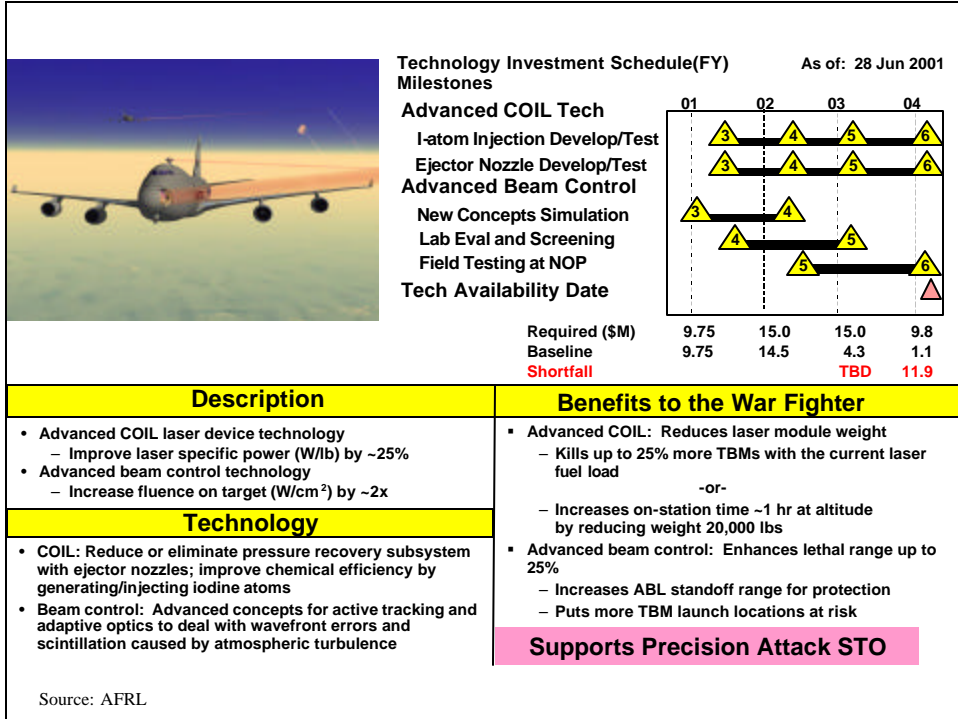 Technology Investment Schedule(FY) As of: 28 Jun 2001
Milestones
01 02 03 04
Advanced COIL Tech
I-atom Injection Develop/Test 3 4 5 6
Ejector Nozzle Develop/Test 3 4 5 6
Advanced Beam Control
New Concepts Simulation 3 4
Lab Eval and Screening 4 5
Field Testing at NOP 5 6
Tech Availability Date
Required ($M) 9.75 15.0 15.0 9.8
Baseline 9.75 14.5 4.3 1.1
Shortfall TBD 11.9
Description
• Advanced COIL laser device technology
– Improve laser specific power (W/lb) by ~25%
• Advanced beam control technology
– Increase fluence on target (W/cm²) by ~2x
Technology
• COIL: Reduce or eliminate pressure recovery subsystem
with ejector nozzles; improve chemical efficiency by
generating/injecting iodine atoms
• Beam control: Advanced concepts for active tracking and
adaptive optics to deal with wavefront errors and
scintillation caused by atmospheric turbulence
Benefits to the War Fighter
▪ Advanced COIL: Reduces laser module weight
– Kills up to 25% more TBMs with the current laser
fuel load
-or-
– Increases on-station time ~1 hr at altitude
by reducing weight 20,000 lbs
▪ Advanced beam control: Enhances lethal range up to
25%
– Increases ABL standoff range for protection
– Puts more TBM launch locations at risk
Supports Precision Attack STO
Source: AFRL